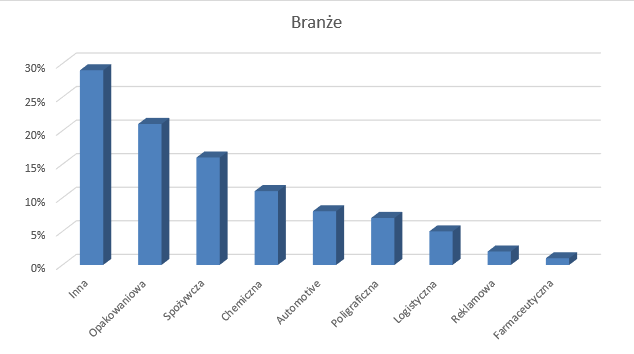 Branże
30%
25%
20%
15%
10%
5%
0%
Inna
Opakowaniowa
Spożywcza
Chemiczna
Automotive
Poligraficzna
Logistyczna
Reklamowa
Farmaceutyczna